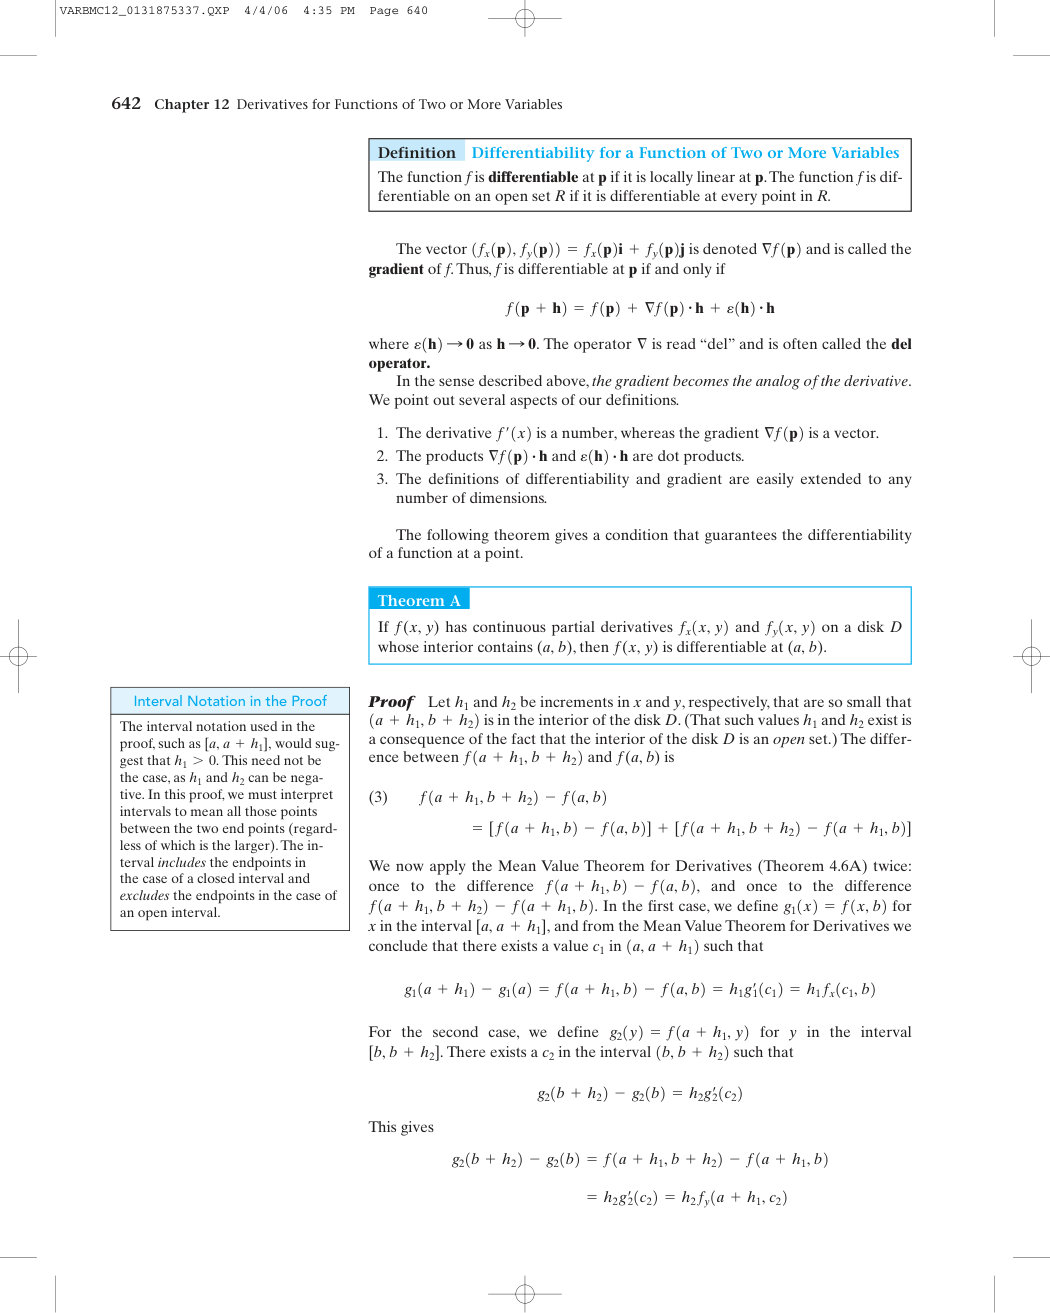 VARBMC12_0131875337.QXP 4/4/06 4:35 PM Page 640
642 Chapter 12 Derivatives for Functions of Two or More Variables
Definition Differentiability for a Function of Two or More Variables
The function f is differentiable at p if it is locally linear at p. The function f is dif-
ferentiable on an open set R if it is differentiable at every point in R.
The vector (fₓ(p), f_y(p)) = fₓ(p)i + f_y(p)j is denoted ∇f(p) and is called the
gradient of f. Thus, f is differentiable at p if and only if
f(p + h) = f(p) + ∇f(p) · h + ε(h) · h
where ε(h) → 0 as h → 0. The operator ∇ is read “del” and is often called the del
operator.
In the sense described above, the gradient becomes the analog of the derivative.
We point out several aspects of our definitions.
1. The derivative f′(x) is a number, whereas the gradient ∇f(p) is a vector.
2. The products ∇f(p) · h and ε(h) · h are dot products.
3. The definitions of differentiability and gradient are easily extended to any
number of dimensions.
The following theorem gives a condition that guarantees the differentiability
of a function at a point.
Theorem A
If f(x, y) has continuous partial derivatives fₓ(x, y) and f_y(x, y) on a disk D
whose interior contains (a, b), then f(x, y) is differentiable at (a, b).
Interval Notation in the Proof
The interval notation used in the
proof, such as [a, a + h₁], would sug-
gest that h₁ > 0. This need not be
the case, as h₁ and h₂ can be nega-
tive. In this proof, we must interpret
intervals to mean all those points
between the two end points (regard-
less of which is the larger). The in-
terval includes the endpoints in
the case of a closed interval and
excludes the endpoints in the case of
an open interval.
Proof Let h₁ and h₂ be increments in x and y, respectively, that are so small that
(a + h₁, b + h₂) is in the interior of the disk D. (That such values h₁ and h₂ exist is
a consequence of the fact that the interior of the disk D is an open set.) The differ-
ence between f(a + h₁, b + h₂) and f(a, b) is
(3) f(a + h₁, b + h₂) − f(a, b)
= [f(a + h₁, b) − f(a, b)] + [f(a + h₁, b + h₂) − f(a + h₁, b)]
We now apply the Mean Value Theorem for Derivatives (Theorem 4.6A) twice:
once to the difference f(a + h₁, b) − f(a, b), and once to the difference
f(a + h₁, b + h₂) − f(a + h₁, b). In the first case, we define g₁(x) = f(x, b) for
x in the interval [a, a + h₁], and from the Mean Value Theorem for Derivatives we
conclude that there exists a value c₁ in (a, a + h₁) such that
g₁(a + h₁) − g₁(a) = f(a + h₁, b) − f(a, b) = h₁g₁′(c₁) = h₁fₓ(c₁, b)
For the second case, we define g₂(y) = f(a + h₁, y) for y in the interval
[b, b + h₂]. There exists a c₂ in the interval (b, b + h₂) such that
g₂(b + h₂) − g₂(b) = h₂g₂′(c₂)
This gives
g₂(b + h₂) − g₂(b) = f(a + h₁, b + h₂) − f(a + h₁, b)
= h₂g₂′(c₂) = h₂f_y(a + h₁, c₂)